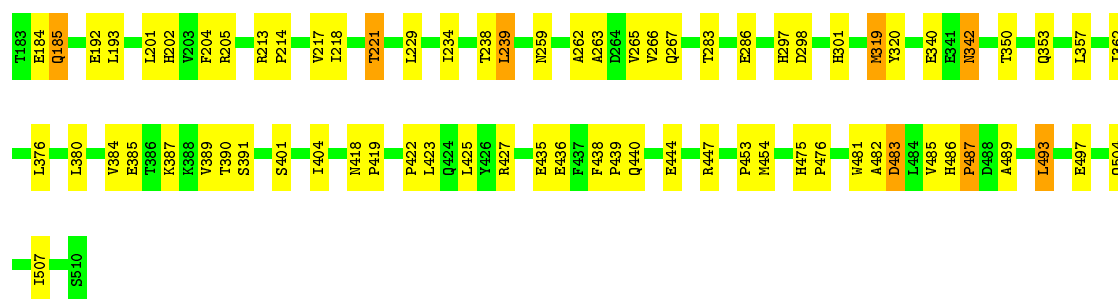 T183 E184 Q185 E192 L193 L201 H202 V203 F204 R205 R213 P214 V217 I218 T221 L229 I234 T238 L239 N259 A262 A263 D264 V265 V266 Q267 T283 E286 H297 D298 H301 M319 Y320 E340 E341 N342 T350 Q353 L357 I362
L376 L380 V384 E385 T386 K387 K388 V389 T390 S391 S401 I404 N418 P419 P422 L423 Q424 L425 Y426 R427 E435 E436 F437 F438 P439 Q440 E444 R447 P453 M454 H475 P476 W481 A482 D483 L484 V485 H486 P487 D488 A489 L493 E497 Q504
I507 S510